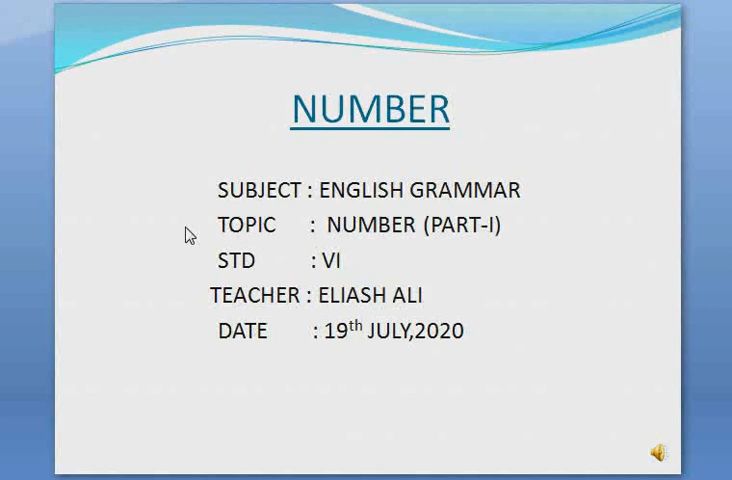 NUMBER
SUBJECT : ENGLISH GRAMMAR
TOPIC : NUMBER (PART-I)
STD : VI
TEACHER : ELIASH ALI
DATE : 19th JULY,2020